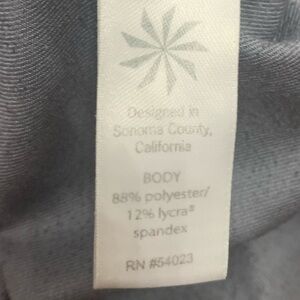 Designed in
Sonoma County,
California
BODY
88% polyester/
12% lycra®
spandex
RN #54023